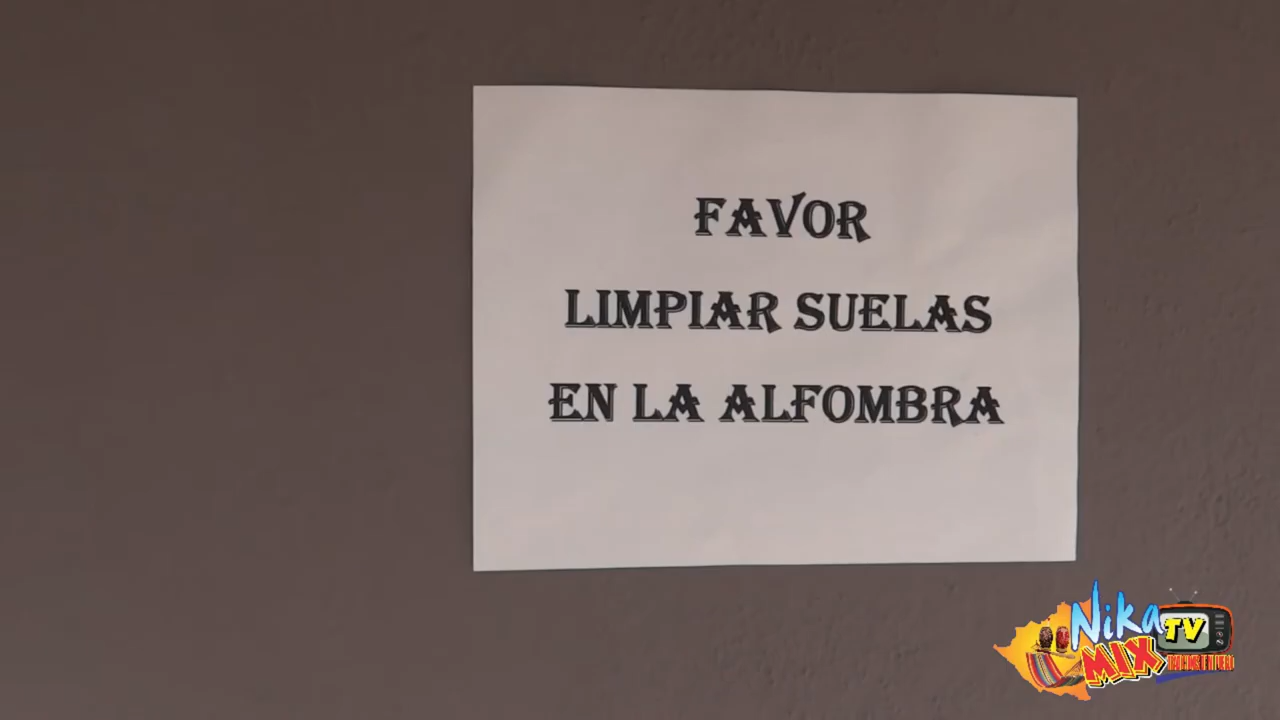 FAVOR
LIMPIAR SUELAS
EN LA ALFOMBRA
Nika
MIX
TV